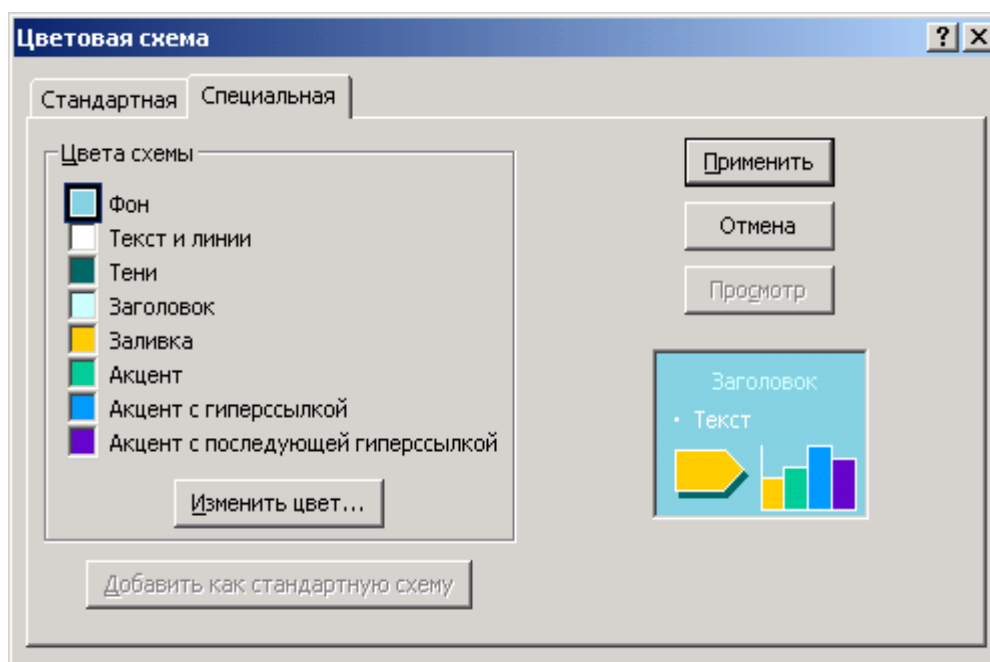 Цветовая схема
Стандартная
Специальная
Цвета схемы
Фон
Текст и линии
Тени
Заголовок
Заливка
Акцент
Акцент с гиперссылкой
Акцент с последующей гиперссылкой
Изменить цвет...
Добавить как стандартную схему
Применить
Отмена
Просмотр
Заголовок
• Текст